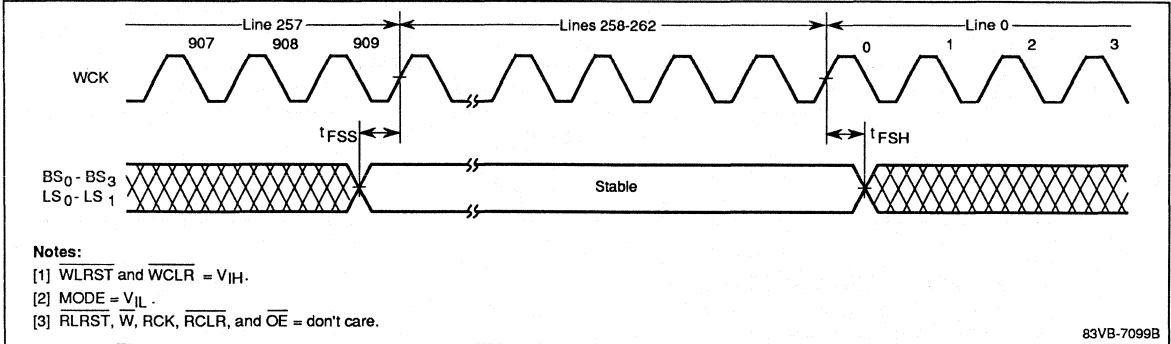 Line 257 Lines 258-262 Line 0
907 908 909 0 1 2 3
WCK
tFSS tFSH
BS0 - BS3
LS0 - LS1
Stable
Notes:
[1] WLRST and WCLR = VIH.
[2] MODE = VIL .
[3] RLRST, W, RCK, RCLR, and OE = don't care.
83VB-7099B